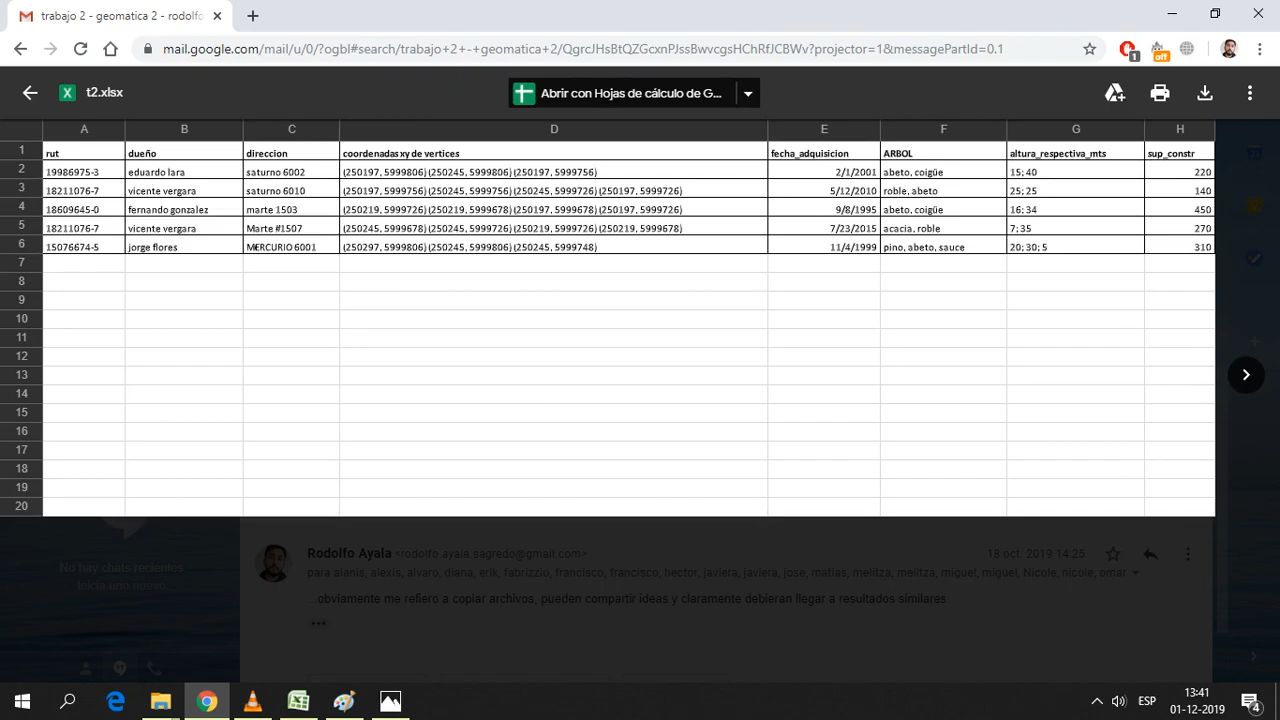 trabajo 2 - geomatica 2 - rodolfo
mail.google.com/mail/u/0/?ogbl#search/trabajo+2+-+geomatica+2/QgrcJHsBtQZGcxnPJssBwvcgsHChRfJCBWv?projector=1&messagePartId=0.1
1
off
X t2.xlsx
Abrir con Hojas de cálculo de G...
A B C D E F G H
1 rut dueño direccion coordenadas xy de vertices fecha_adquisicion ARBOL altura_respectiva_mts sup_constr
2 19986975-3 eduardo lara saturno 6002 (250197, 5999806) (250245, 5999806) (250197, 5999756) 2/1/2001 abeto, coigüe 15; 40 220
3 18211076-7 vicente vergara saturno 6010 (250197, 5999756) (250245, 5999756) (250245, 5999726) (250197, 5999726) 5/12/2010 roble, abeto 25; 25 140
4 18609645-0 fernando gonzalez marte 1503 (250219, 5999726) (250219, 5999678) (250197, 5999678) (250197, 5999726) 9/8/1995 abeto, coigüe 16; 34 450
5 18211076-7 vicente vergara Marte #1507 (250245, 5999678) (250245, 5999726) (250219, 5999726) (250219, 5999678) 7/23/2015 acacia, roble 7; 35 270
6 15076674-5 jorge flores MERCURIO 6001 (250297, 5999806) (250245, 5999806) (250245, 5999748) 11/4/1999 pino, abeto, sauce 20; 30; 5 310
7
8
9
10
11
12
13
14
15
16
17
18
19
20
No hay chats recientes
Inicia uno nuevo
Rodolfo Ayala <rodolfo.ayala.sagredo@gmail.com> 18 oct. 2019 14:25
para alanis, alexis, alvaro, diana, erik, fabrizzio, francisco, francisco, hector, javiera, javiera, jose, matias, melitza, melitza, miguel, miguel, Nicole, nicole, omar
...obviamente me refiero a copiar archivos, pueden compartir ideas y claramente debieran llegar a resultados similares.
ESP
13:41
01-12-2019
4